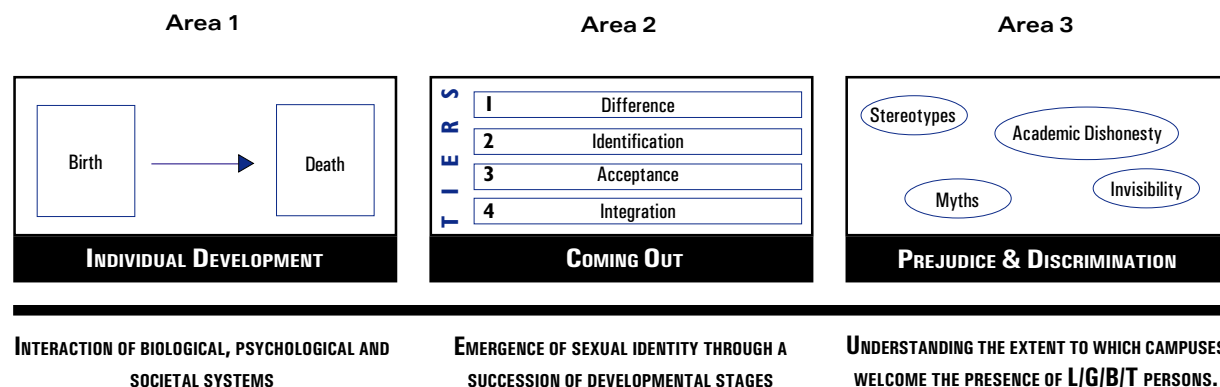 Area 1
Area 2
Area 3
Birth
Death
INDIVIDUAL DEVELOPMENT
TIERS
1 Difference
2 Identification
3 Acceptance
4 Integration
COMING OUT
Stereotypes
Academic Dishonesty
Myths
Invisibility
PREJUDICE & DISCRIMINATION
INTERACTION OF BIOLOGICAL, PSYCHOLOGICAL AND
SOCIETAL SYSTEMS
EMERGENCE OF SEXUAL IDENTITY THROUGH A
SUCCESSION OF DEVELOPMENTAL STAGES
UNDERSTANDING THE EXTENT TO WHICH CAMPUSES
WELCOME THE PRESENCE OF L/G/B/T PERSONS.